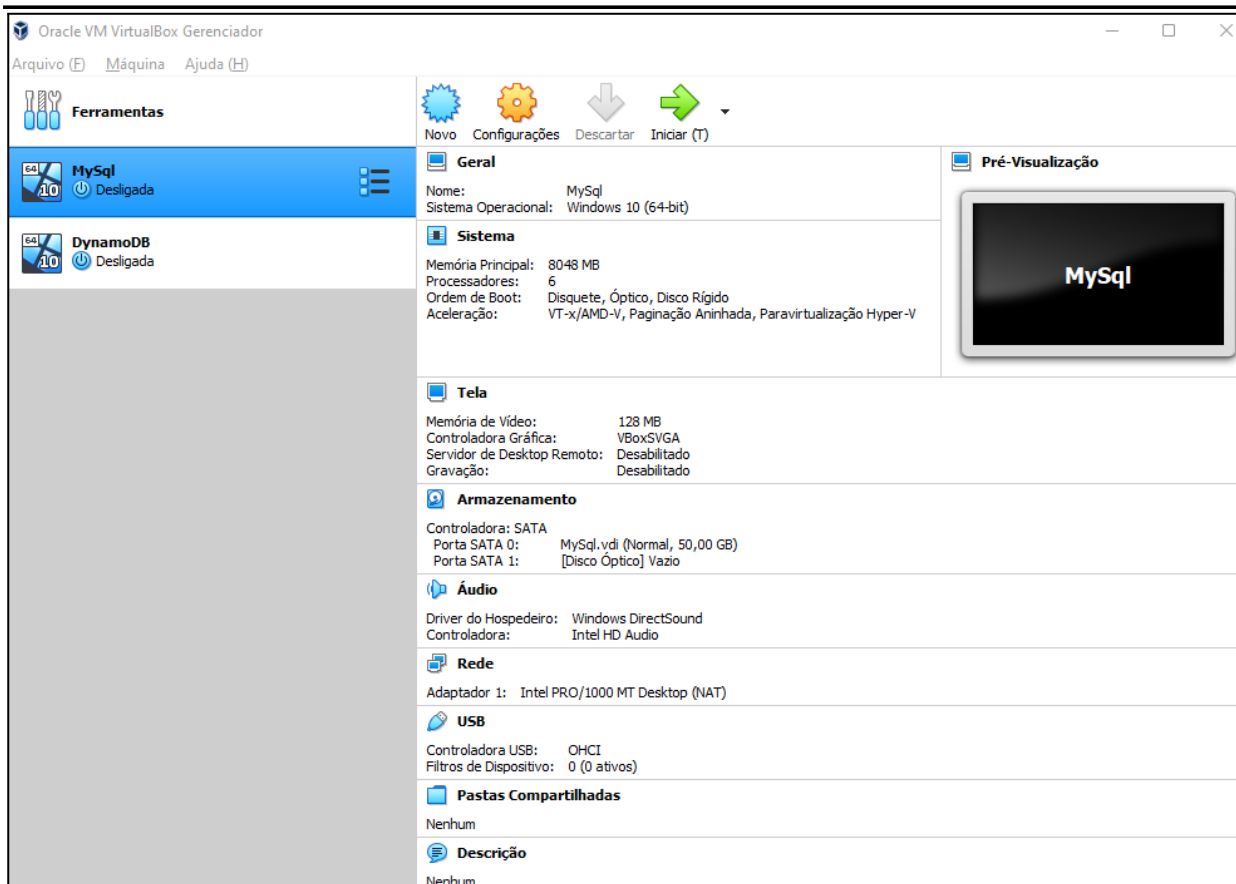 Oracle VM VirtualBox Gerenciador
Arquivo (F) Máquina Ajuda (H)
Ferramentas
Novo Configurações Descartar Iniciar (T)
64
10
MySql
Desligada
64
10
DynamoDB
Desligada
Geral
Nome: MySql
Sistema Operacional: Windows 10 (64-bit)
Pré-Visualização
MySql
Sistema
Memória Principal: 8048 MB
Processadores: 6
Ordem de Boot: Disquete, Óptico, Disco Rígido
Aceleração: VT-x/AMD-V, Paginação Aninhada, Paravirtualização Hyper-V
Tela
Memória de Vídeo: 128 MB
Controladora Gráfica: VBoxSVGA
Servidor de Desktop Remoto: Desabilitado
Gravação: Desabilitado
Armazenamento
Controladora: SATA
Porta SATA 0: MySql.vdi (Normal, 50,00 GB)
Porta SATA 1: [Disco Óptico] Vazio
Áudio
Driver do Hospedeiro: Windows DirectSound
Controladora: Intel HD Audio
Rede
Adaptador 1: Intel PRO/1000 MT Desktop (NAT)
USB
Controladora USB: OHCI
Filtros de Dispositivo: 0 (0 ativos)
Pastas Compartilhadas
Nenhum
Descrição
Nenhum